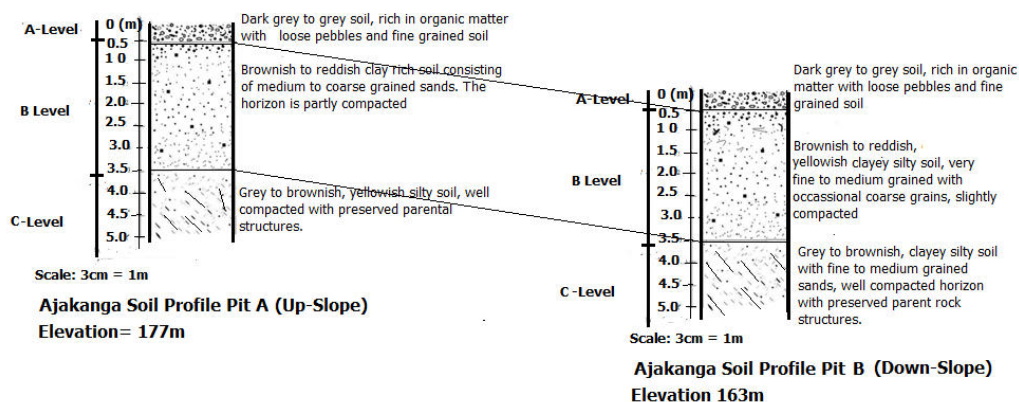 A-Level
B Level
C-Level
0 (m)
0.5
1 0
1.5
2.0
2.5
3.0
3.5
4.0
4.5
5.0
Dark grey to grey soil, rich in organic matter
with loose pebbles and fine grained soil
Brownish to reddish clay rich soil consisting
of medium to coarse grained sands. The
horizon is partly compacted
Grey to brownish, yellowish silty soil, well
compacted with preserved parental
structures.
Scale: 3cm = 1m
Ajakanga Soil Profile Pit A (Up-Slope)
Elevation= 177m
A-Level
B Level
C-Level
0 (m)
0.5
1 0
1.5
2.0
2.5
3.0
3.5
4.0
4.5
5.0
Dark grey to grey soil, rich in organic
matter with loose pebbles and fine
grained soil
Brownish to reddish,
yellowish clayey silty soil, very
fine to medium grained with
occassional coarse grains, slightly
compacted
Grey to brownish, clayey silty soil
with fine to medium grained
sands, well compacted horizon
with preserved parent rock
structures.
Scale: 3cm = 1m
Ajakanga Soil Profile Pit B (Down-Slope)
Elevation 163m